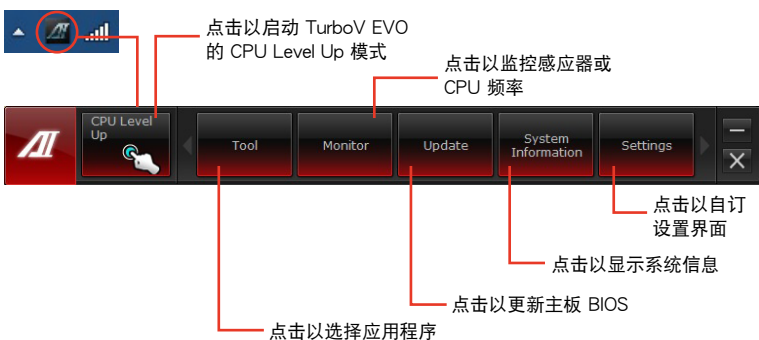 点击以启动 TurboV EVO
的 CPU Level Up 模式
点击以监控感应器或
CPU 频率
CPU Level
Up
Tool
Monitor
Update
System
Information
Settings
点击以自订
设置界面
点击以显示系统信息
点击以更新主板 BIOS
点击以选择应用程序